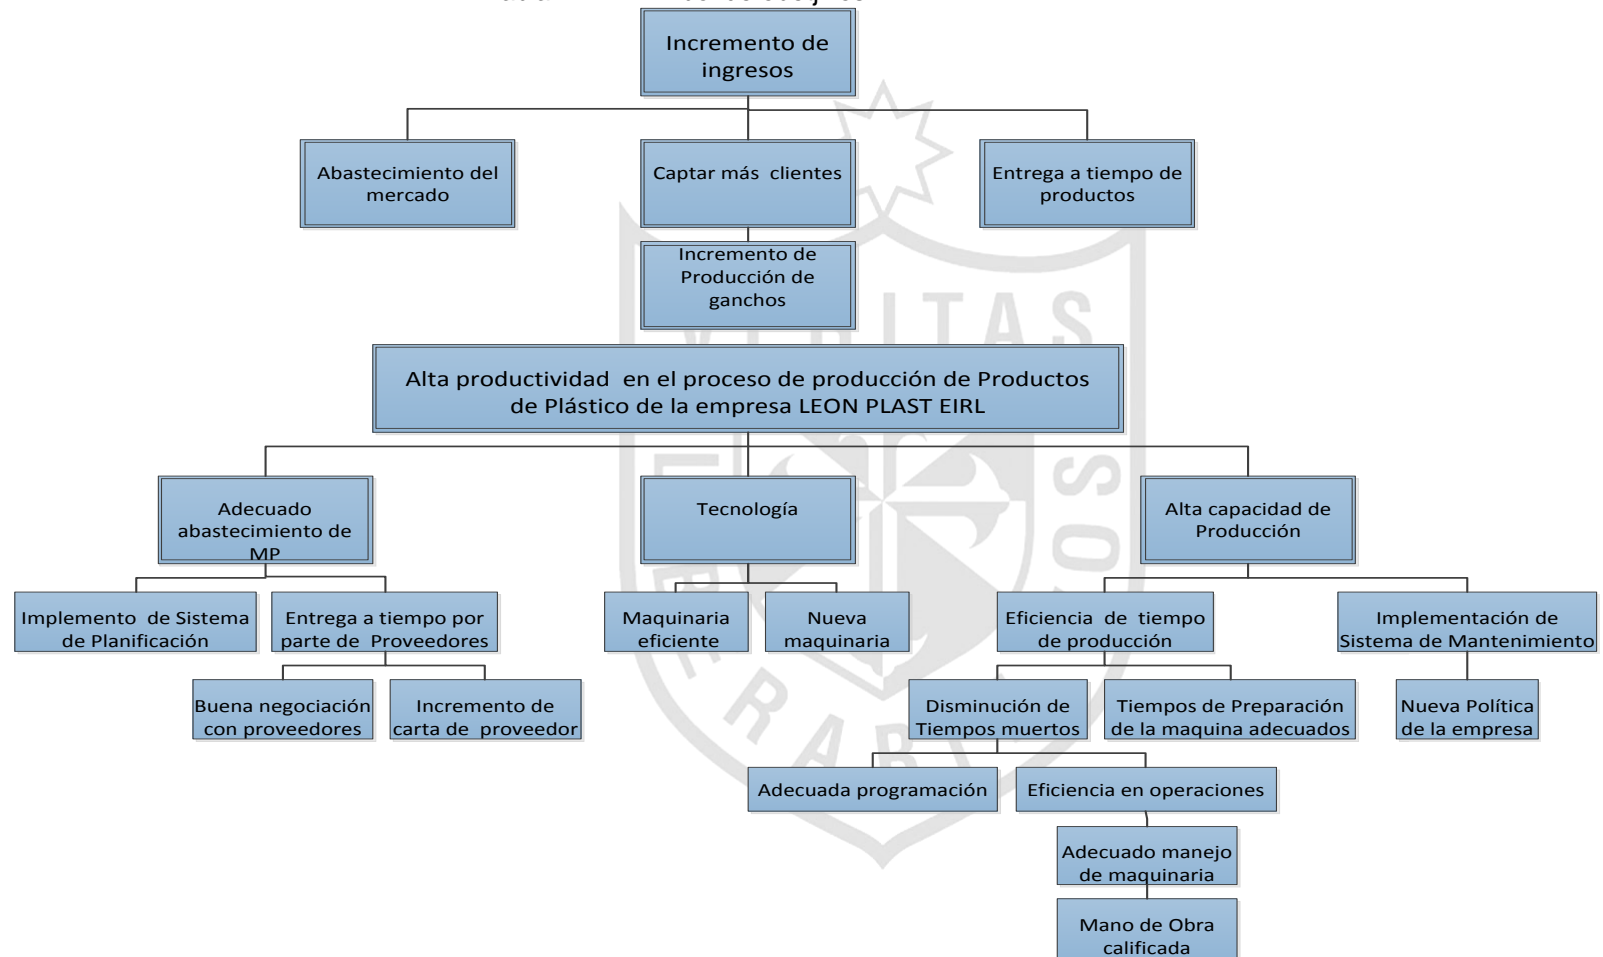 Incremento de
ingresos
Abastecimiento del
mercado
Captar más clientes
Entrega a tiempo de
productos
Incremento de
Producción de
ganchos
Alta productividad en el proceso de producción de Productos
de Plástico de la empresa LEON PLAST EIRL
Adecuado
abastecimiento de
MP
Tecnología
Alta capacidad de
Producción
Implemento de Sistema
de Planificación
Entrega a tiempo por
parte de Proveedores
Maquinaria
eficiente
Nueva
maquinaria
Eficiencia de tiempo
de producción
Implementación de
Sistema de Mantenimiento
Buena negociación
con proveedores
Incremento de
carta de proveedor
Disminución de
Tiempos muertos
Tiempos de Preparación
de la maquina adecuados
Nueva Política
de la empresa
Adecuada programación
Eficiencia en operaciones
Adecuado manejo
de maquinaria
Mano de Obra
calificada